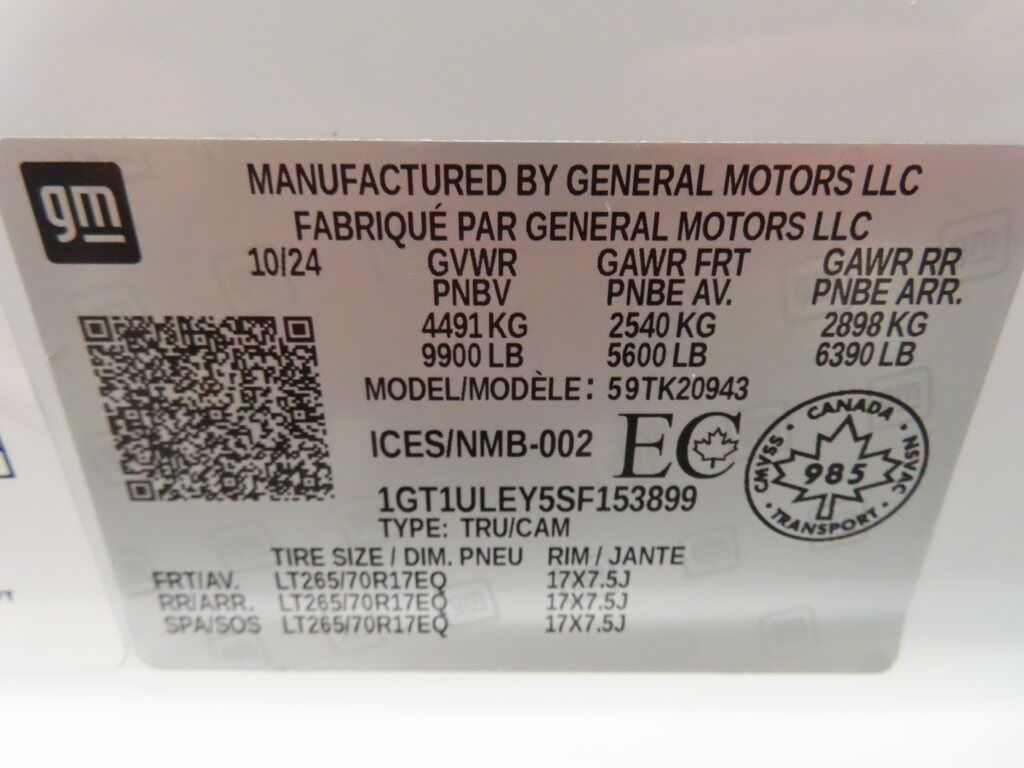 gm
MANUFACTURED BY GENERAL MOTORS LLC
FABRIQUÉ PAR GENERAL MOTORS LLC
10/24 GVWR GAWR FRT GAWR RR
PNBV PNBE AV. PNBE ARR.
4491 KG 2540 KG 2898 KG
9900 LB 5600 LB 6390 LB
MODEL/MODÈLE: 59TK20943
ICES/NMB-002 EC
CANADA
CMVSS · NSVAC
985
TRANSPORT
1GT1ULEY5SF153899
TYPE: TRU/CAM
TIRE SIZE / DIM. PNEU RIM / JANTE
FRT/AV. LT265/70R17EQ 17X7.5J
RR/ARR. LT265/70R17EQ 17X7.5J
SPA/SOS LT265/70R17EQ 17X7.5J